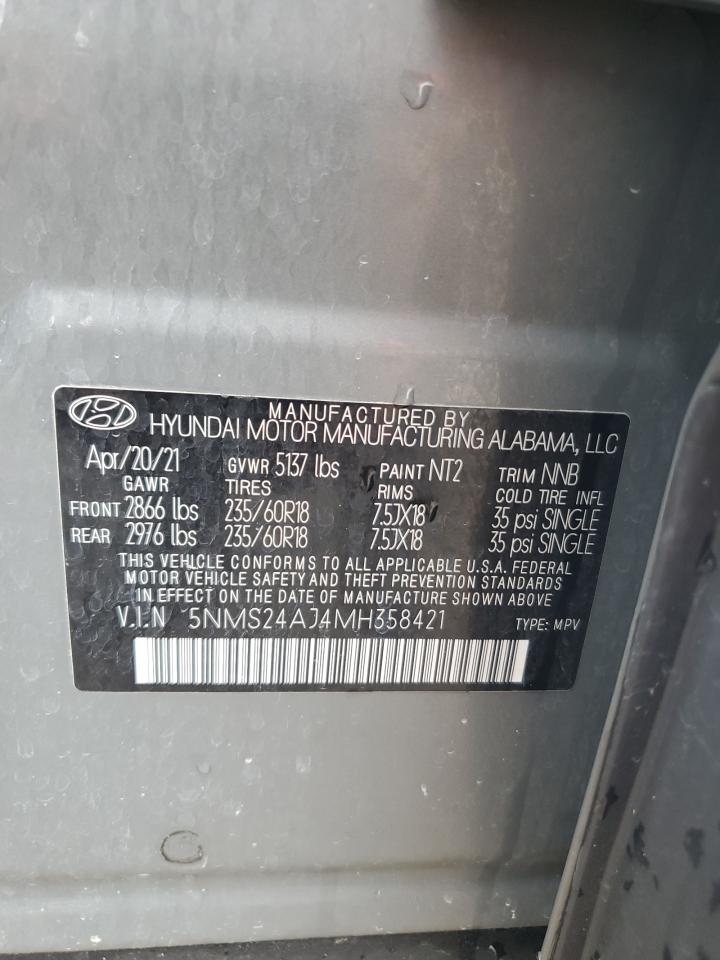 MANUFACTURED BY
HYUNDAI MOTOR MANUFACTURING ALABAMA, LLC
Apr/20/21 GVWR 5137 lbs PAINT NT2 TRIM NNB
GAWR TIRES RIMS COLD TIRE INFL
FRONT 2866 lbs 235/60R18 7.5JX18 35 psi SINGLE
REAR 2976 lbs 235/60R18 7.5JX18 35 psi SINGLE
THIS VEHICLE CONFORMS TO ALL APPLICABLE U.S.A. FEDERAL
MOTOR VEHICLE SAFETY AND THEFT PREVENTION STANDARDS
IN EFFECT ON THE DATE OF MANUFACTURE SHOWN ABOVE.
V.I.N 5NMS24AJ4MH358421 TYPE: MPV